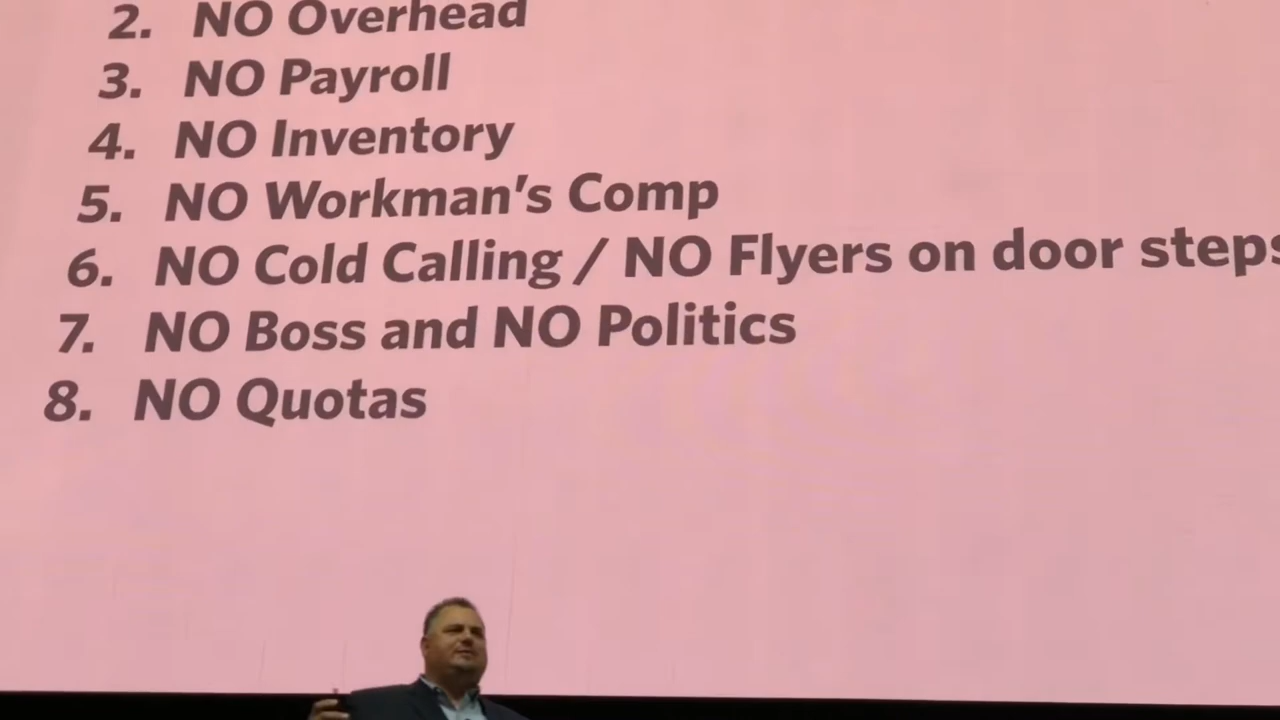 2. NO Overhead
3. NO Payroll
4. NO Inventory
5. NO Workman's Comp
6. NO Cold Calling / NO Flyers on door steps
7. NO Boss and NO Politics
8. NO Quotas